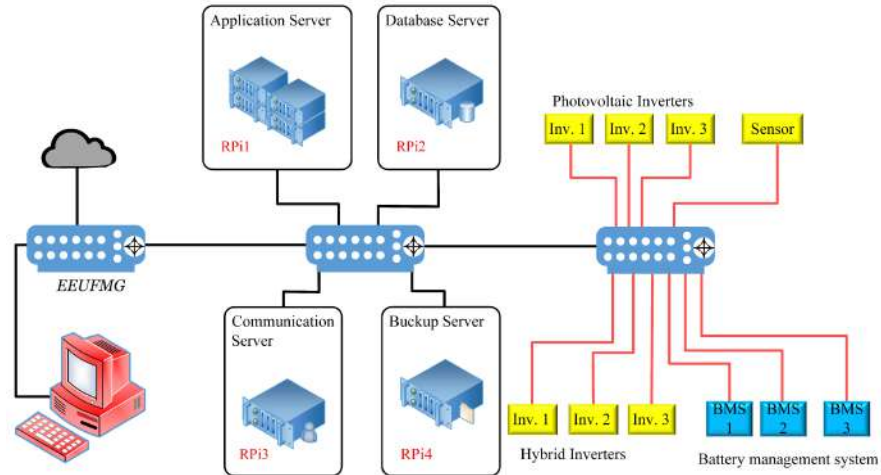 Application Server
RPi1
Database Server
RPi2
Photovoltaic Inverters
Inv. 1
Inv. 2
Inv. 3
Sensor
EEUFMG
Communication
Server
RPi3
Buckup Server
RPi4
Inv. 1
Inv. 2
Inv. 3
Hybrid Inverters
BMS
1
BMS
2
BMS
3
Battery management system